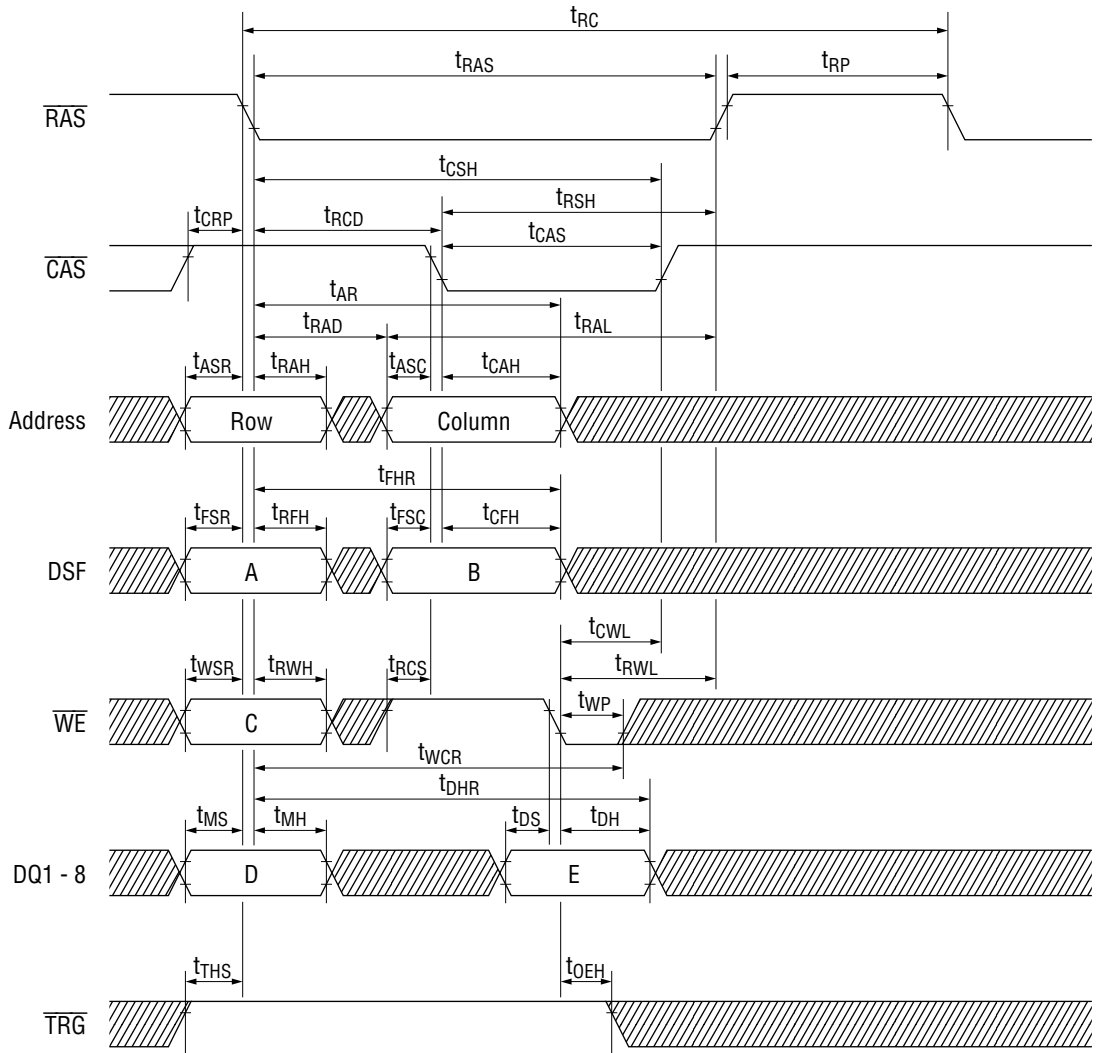 tRC
tRAS tRP
RAS
tCSH
tRSH
tCRP tRCD
tCAS
CAS
tAR
tRAD tRAL
tASR tRAH tASC tCAH
Address Row Column
tFHR
tFSR tRFH tFSC tCFH
DSF A B
tCWL
tWSR tRWH tRCS tRWL
tWP
WE C
tWCR
tDHR
tMS tMH tDS tDH
DQ1 - 8 D E
tTHS tOEH
TRG